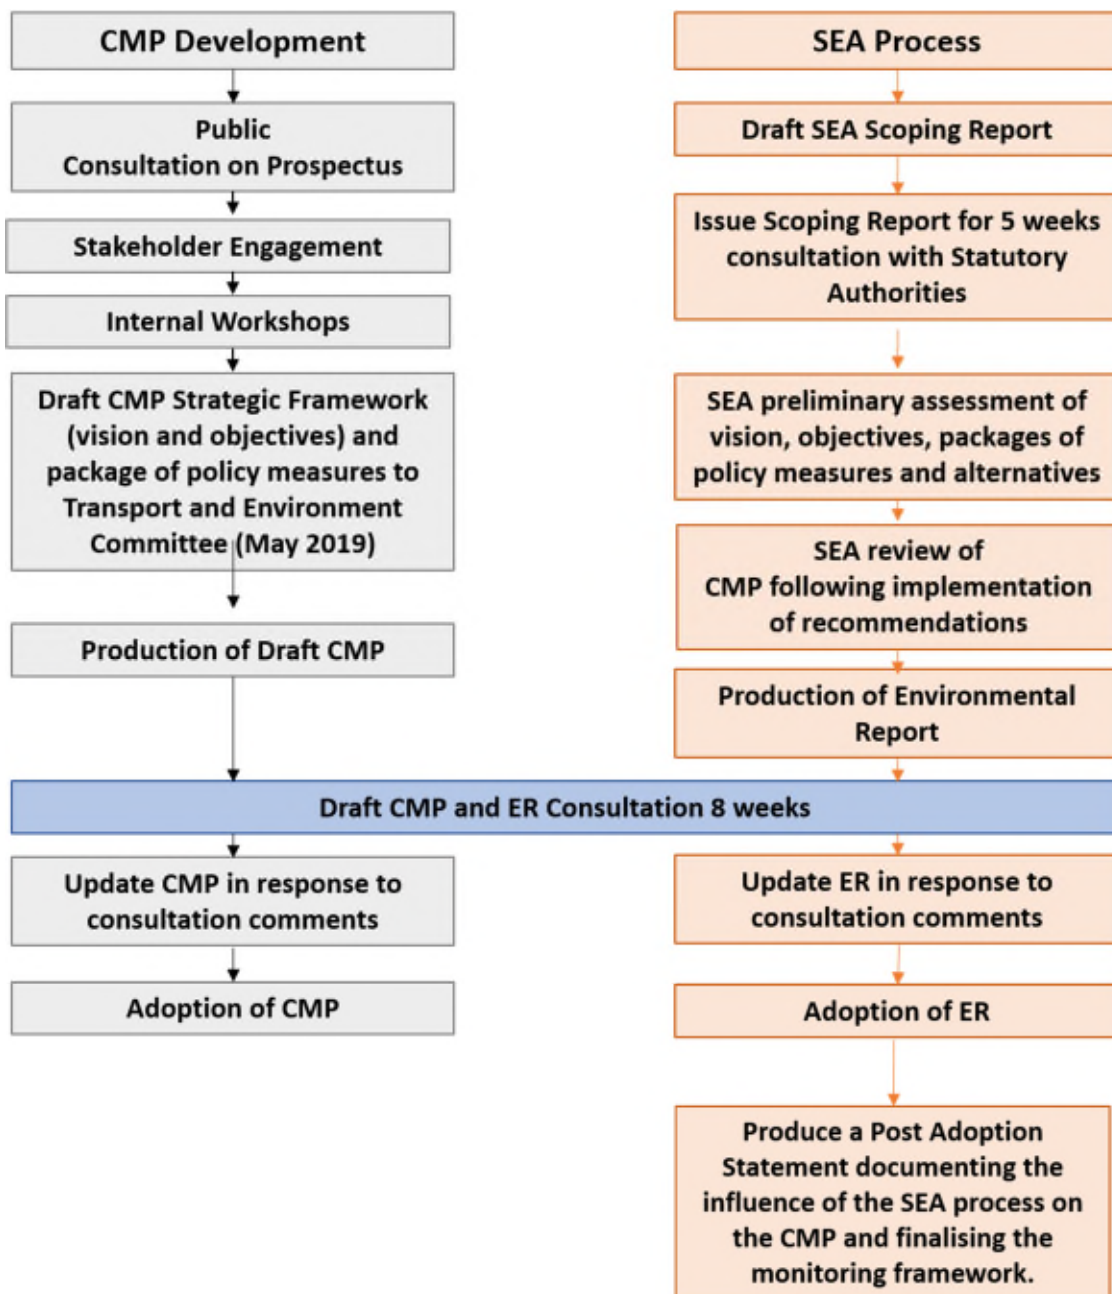 CMP Development
Public
Consultation on Prospectus
Stakeholder Engagement
Internal Workshops
Draft CMP Strategic Framework
(vision and objectives) and
package of policy measures to
Transport and Environment
Committee (May 2019)
Production of Draft CMP
SEA Process
Draft SEA Scoping Report
Issue Scoping Report for 5 weeks
consultation with Statutory
Authorities
SEA preliminary assessment of
vision, objectives, packages of
policy measures and alternatives
SEA review of
CMP following implementation
of recommendations
Production of Environmental
Report
Draft CMP and ER Consultation 8 weeks
Update CMP in response to
consultation comments
Adoption of CMP
Update ER in response to
consultation comments
Adoption of ER
Produce a Post Adoption
Statement documenting the
influence of the SEA process on
the CMP and finalising the
monitoring framework.